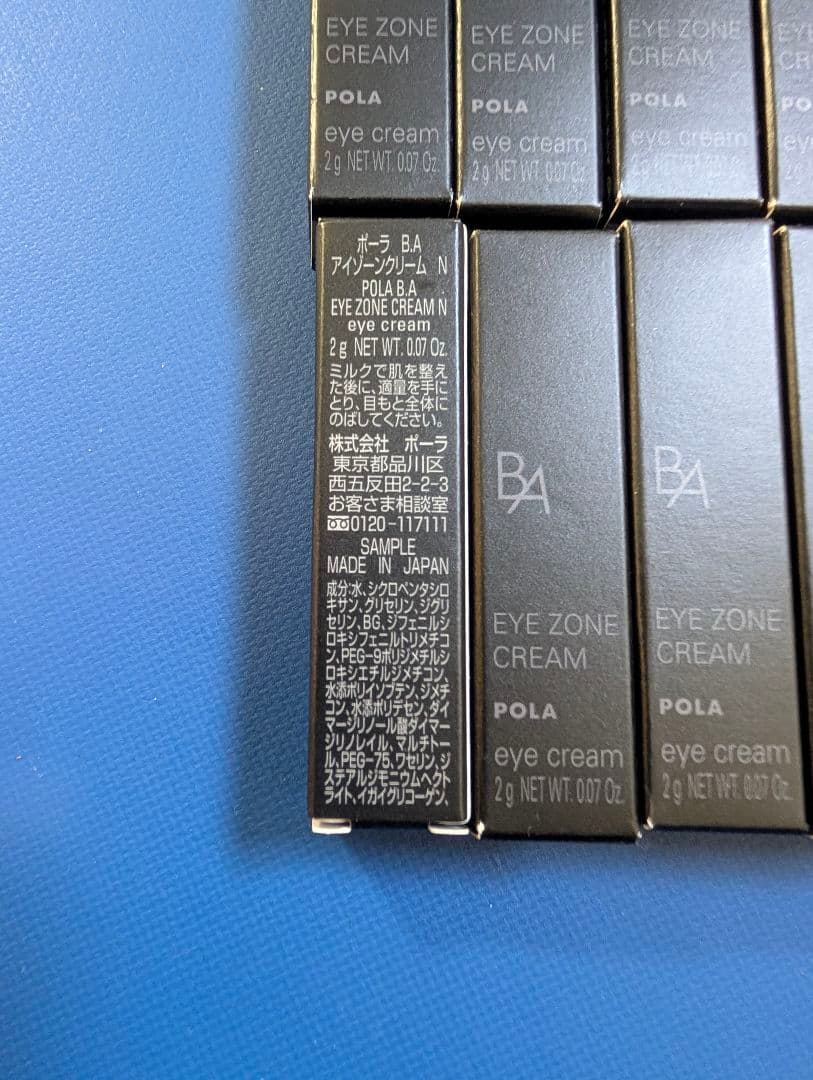 EYE ZONE
CREAM
POLA
eye cream
2g NET WT. 0.07 Oz.
EYE ZONE
CREAM
POLA
eye cream
2g NET WT. 0.07 Oz.
EYE ZONE
CREAM
POLA
eye cream
2g NET WT. 0.07 Oz.
ポーラ B.A
アイゾーンクリーム N
POLA B.A
EYE ZONE CREAM N
eye cream
2g NET WT. 0.07 Oz.
ミルクで肌を整え
た後に、適量を手に
とり、目もと全体に
のばしてください。
株式会社 ポーラ
東京都品川区
西五反田2-2-3
お客さま相談室
0120-117111
SAMPLE
MADE IN JAPAN
成分:水、シクロペンタシロ
キサン、グリセリン、ジグリ
セリン、BG、ジフェニルシ
ロキシフェニルトリメチコ
ン、PEG-9ポリジメチルシ
ロキシエチルジメチコン、
水添ポリイソブテン、ジメチ
コン、水添ポリデセン、ダイ
マージリノール酸ダイマー
ジリノレイル、マルチトー
ル、PEG-75、ワセリン、ジ
ステアルジモニウムヘクト
ライト、イガイグリコーゲン、
BA
EYE ZONE
CREAM
POLA
eye cream
2g NET WT. 0.07 Oz.
BA
EYE ZONE
CREAM
POLA
eye cream
2g NET WT. 0.07 Oz.